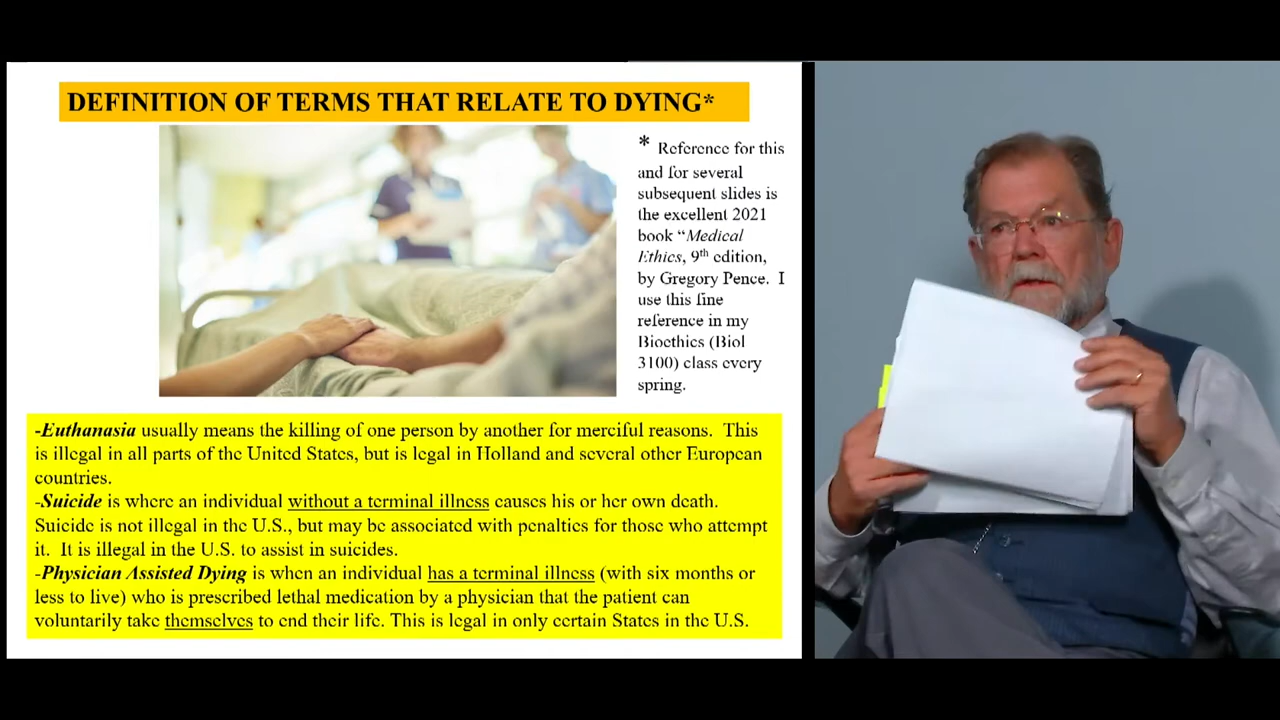 DEFINITION OF TERMS THAT RELATE TO DYING*
* Reference for this
and for several
subsequent slides is
the excellent 2021
book “Medical
Ethics, 9th edition,
by Gregory Pence. I
use this fine
reference in my
Bioethics (Biol
3100) class every
spring.
-Euthanasia usually means the killing of one person by another for merciful reasons. This
is illegal in all parts of the United States, but is legal in Holland and several other European
countries.
-Suicide is where an individual without a terminal illness causes his or her own death.
Suicide is not illegal in the U.S., but may be associated with penalties for those who attempt
it. It is illegal in the U.S. to assist in suicides.
-Physician Assisted Dying is when an individual has a terminal illness (with six months or
less to live) who is prescribed lethal medication by a physician that the patient can
voluntarily take themselves to end their life. This is legal in only certain States in the U.S.